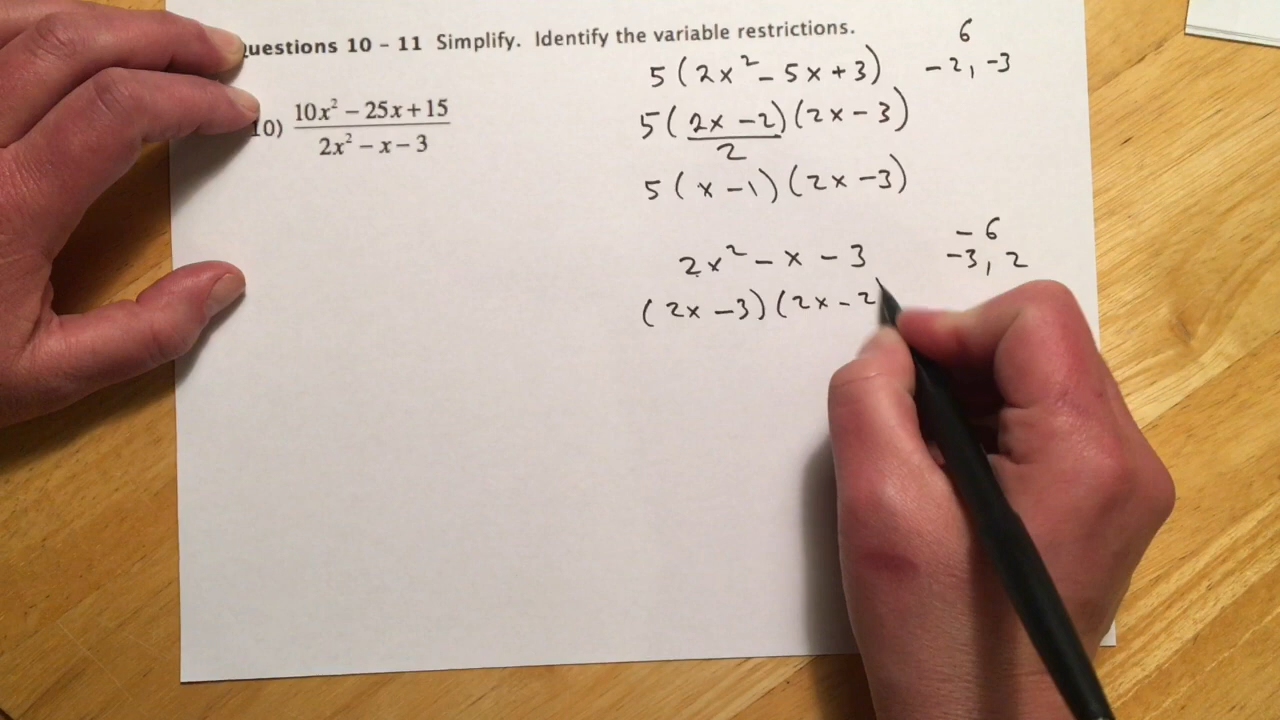 uestions 10 - 11 Simplify. Identify the variable restrictions.
10) 10x² - 25x + 15
2x² - x - 3
6
5(2x² - 5x + 3) -2, -3
5(2x - 2)(2x - 3)
2
5(x - 1)(2x - 3)
-6
2x² - x - 3 -3, 2
(2x - 3)(2x - 2